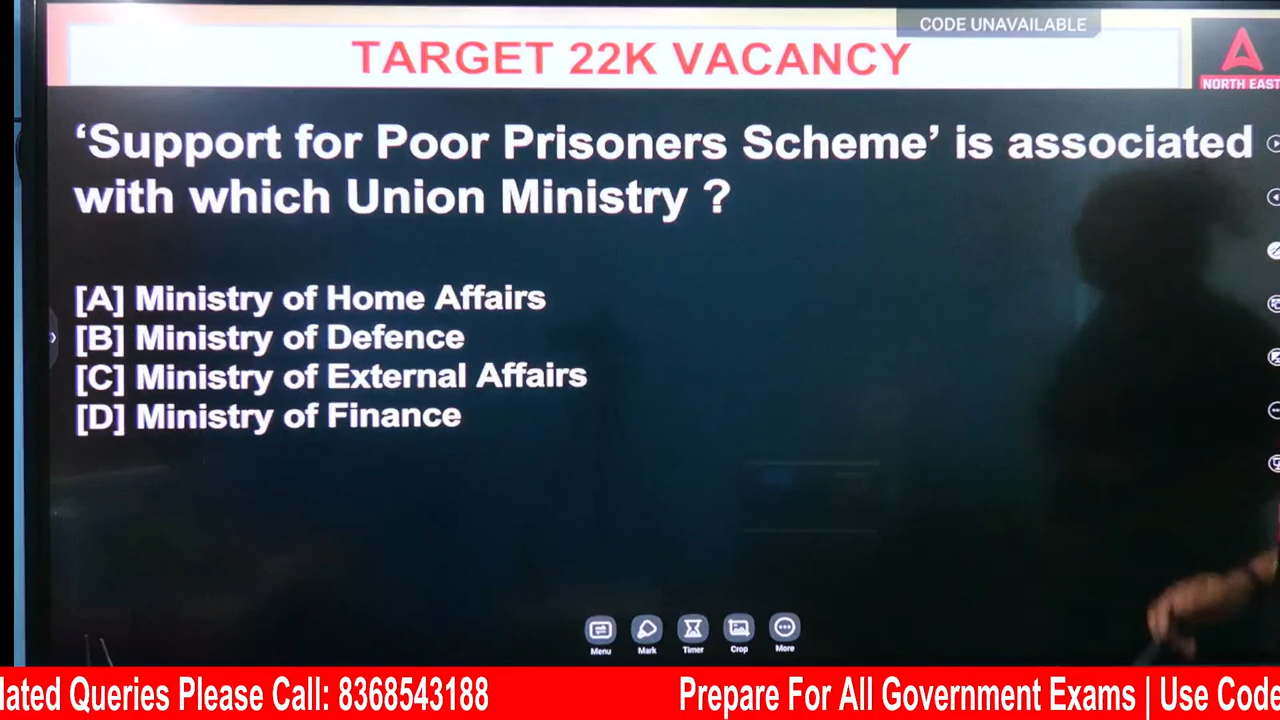 CODE UNAVAILABLE
TARGET 22K VACANCY
NORTH EAST
‘Support for Poor Prisoners Scheme’ is associated
with which Union Ministry ?
[A] Ministry of Home Affairs
[B] Ministry of Defence
[C] Ministry of External Affairs
[D] Ministry of Finance
Menu Mark Timer Crop More
lated Queries Please Call: 8368543188 Prepare For All Government Exams | Use Code